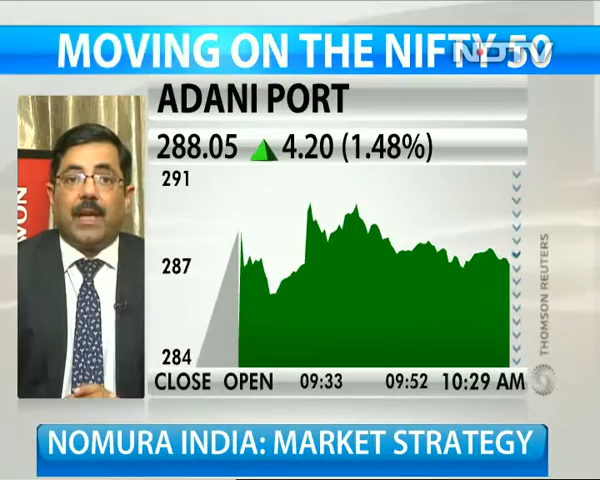 MOVING ON THE NIFTY 50
NDTV
ADANI PORT
288.05 4.20 (1.48%)
291
287
284
CLOSE OPEN 09:33 09:52 10:29 AM
THOMSON REUTERS
NOMURA INDIA: MARKET STRATEGY